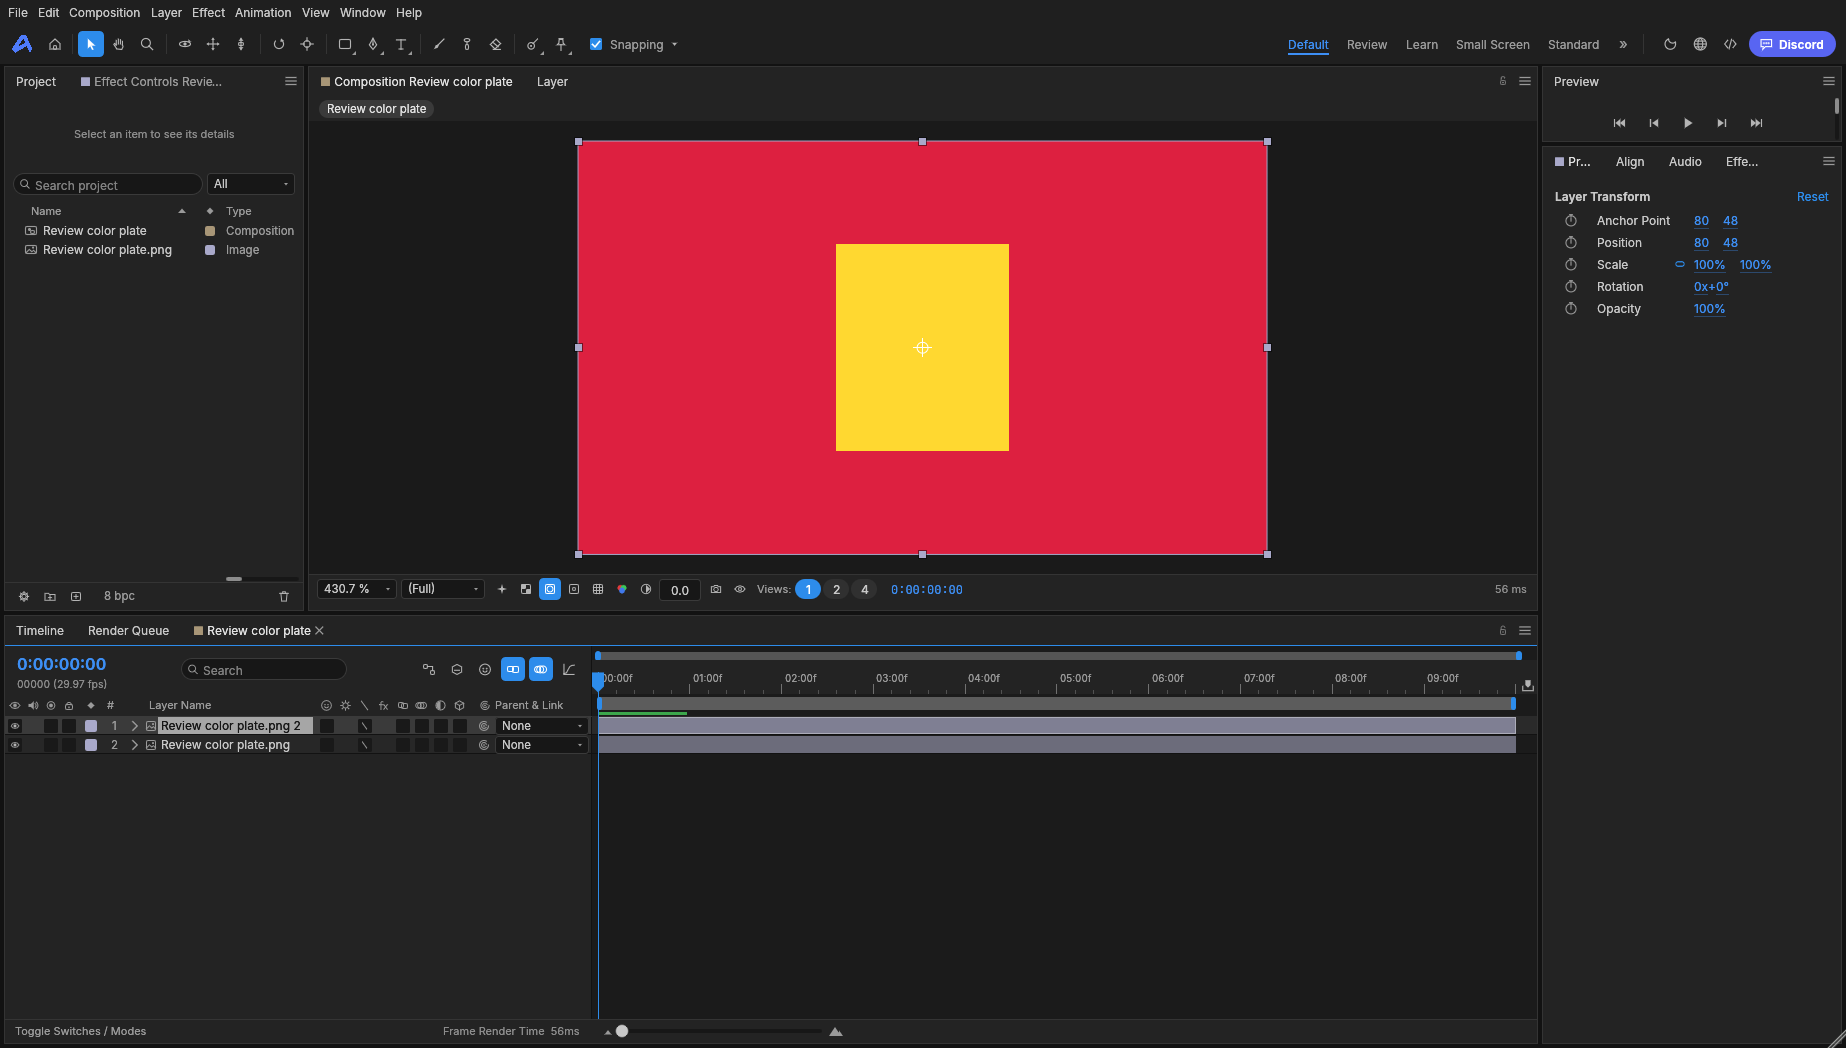 File Edit Composition Layer Effect Animation View Window Help
Snapping
Default Review Learn Small Screen Standard Discord
Project Effect Controls Revie...
Select an item to see its details
Search project All
Name Type
Review color plate Composition
Review color plate.png Image
8 bpc
Composition Review color plate Layer
Review color plate
430.7 % (Full) 0.0 Views: 1 2 4 0:00:00:00 56 ms
Preview
Pr... Align Audio Effe...
Layer Transform Reset
Anchor Point 80 48
Position 80 48
Scale 100% 100%
Rotation 0x+0°
Opacity 100%
Timeline Render Queue Review color plate
0:00:00:00 Search
00000 (29.97 fps)
00:00f 01:00f 02:00f 03:00f 04:00f 05:00f 06:00f 07:00f 08:00f 09:00f
# Layer Name fx Parent & Link
1 Review color plate.png 2 None
2 Review color plate.png None
Toggle Switches / Modes Frame Render Time 56ms